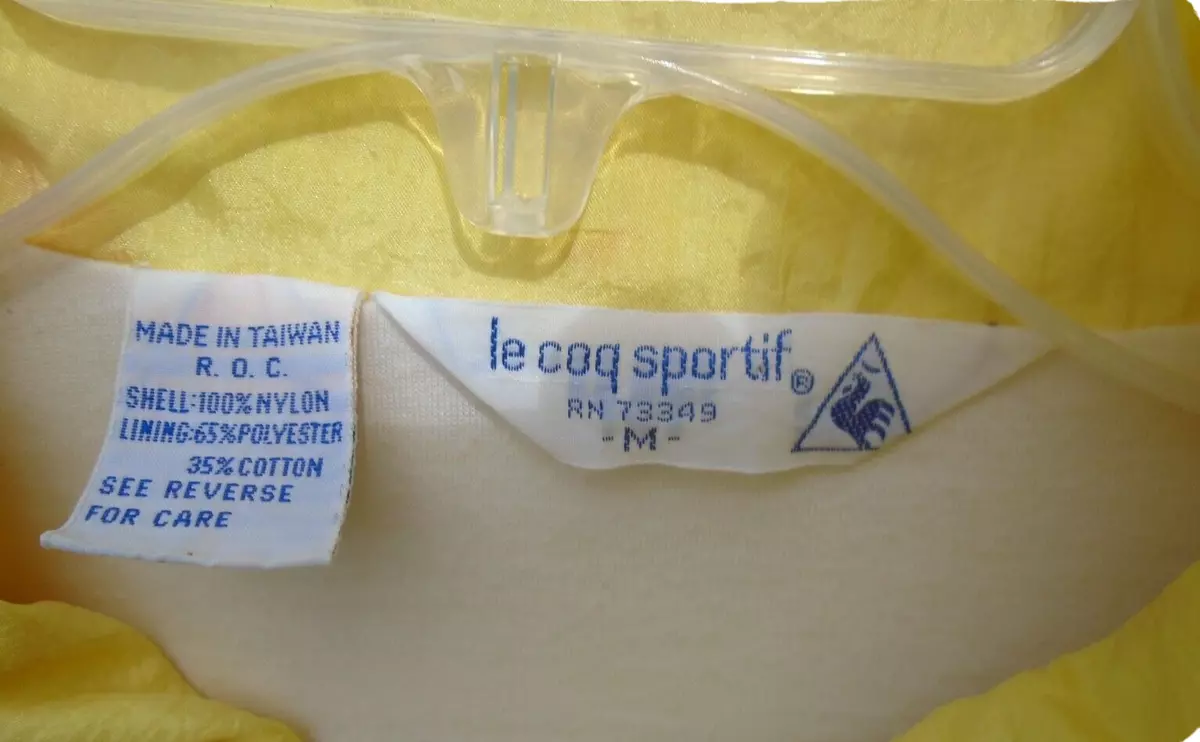 MADE IN TAIWAN
R. O. C.
SHELL:100%NYLON
LINING:65%POLYESTER
35%COTTON
SEE REVERSE
FOR CARE
le coq sportif®
RN 73349
-M-